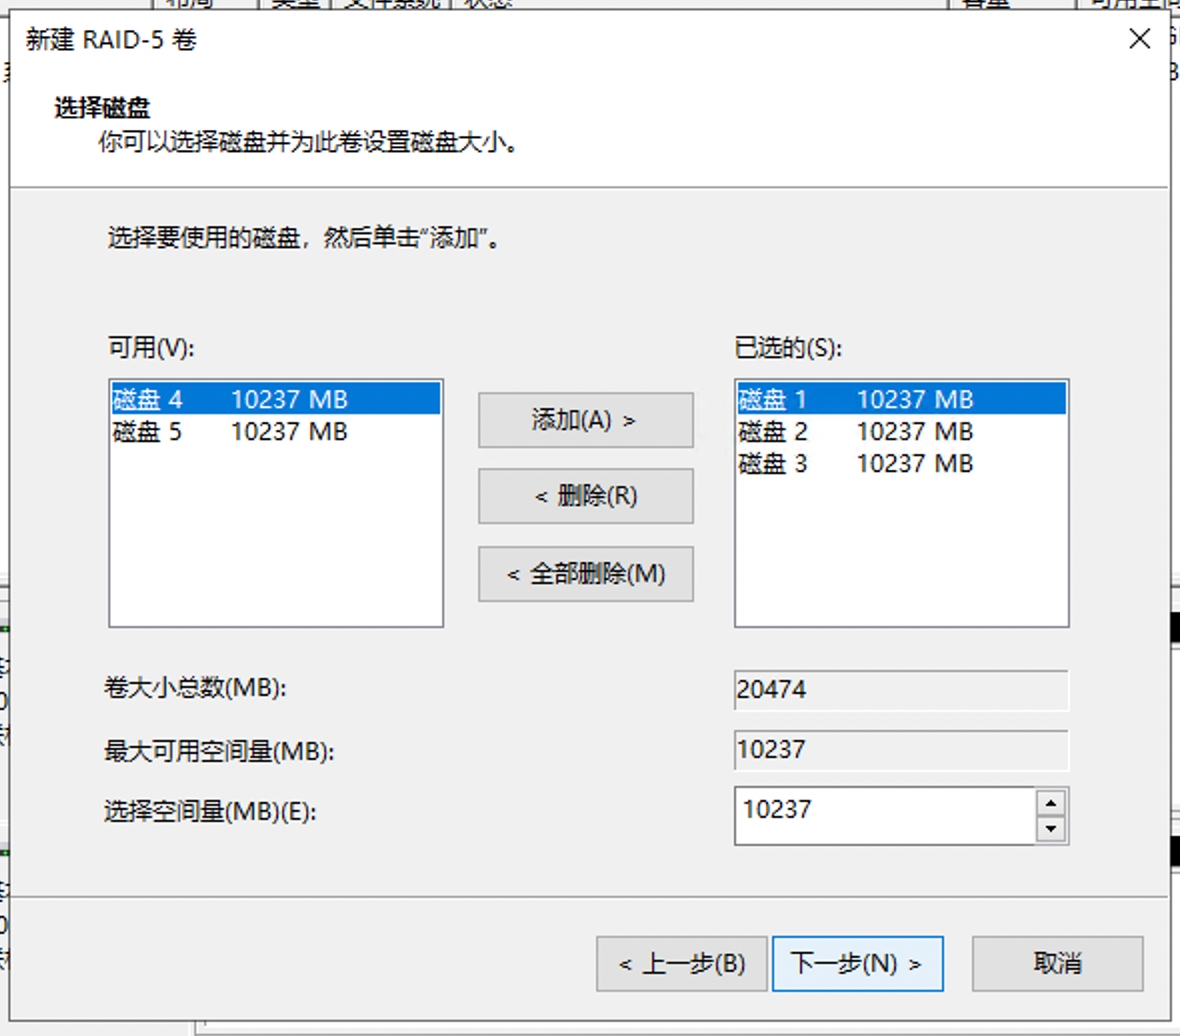 新建 RAID-5 卷
选择磁盘
你可以选择磁盘并为此卷设置磁盘大小。
选择要使用的磁盘，然后单击“添加”。
可用(V):
已选的(S):
磁盘 4 10237 MB
磁盘 5 10237 MB
添加(A) >
< 删除(R)
< 全部删除(M)
磁盘 1 10237 MB
磁盘 2 10237 MB
磁盘 3 10237 MB
卷大小总数(MB):
20474
最大可用空间量(MB):
10237
选择空间量(MB)(E):
10237
< 上一步(B)
下一步(N) >
取消